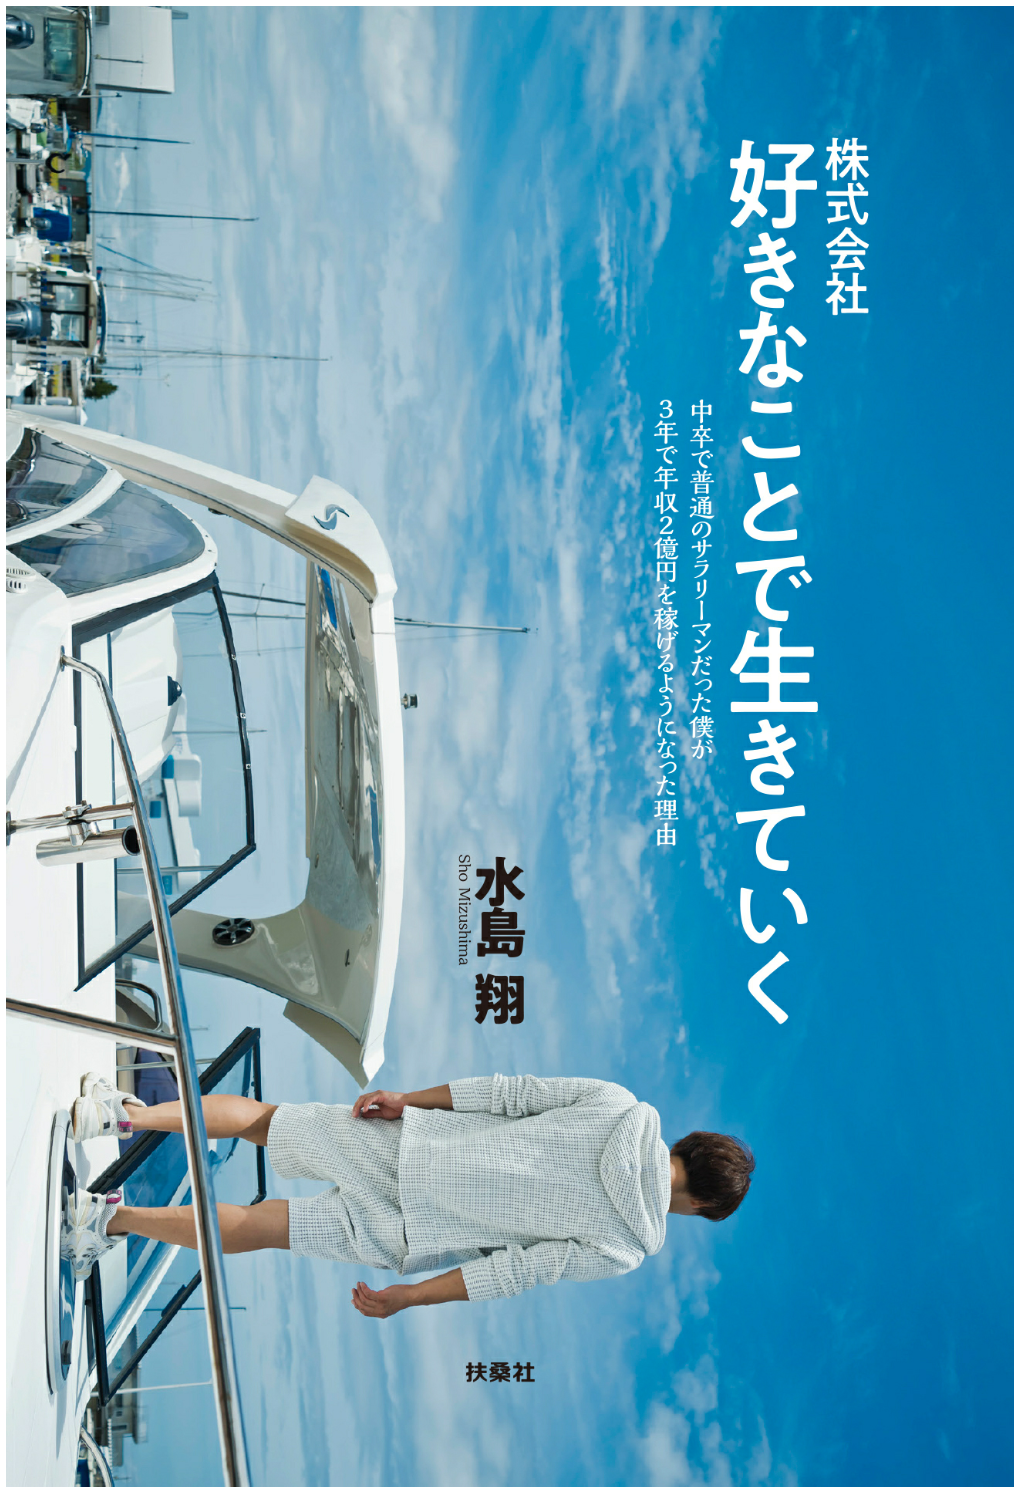 株式会社
好きなことで生きていく
中卒で普通のサラリーマンだった僕が
3年で年収2億円を稼げるようになった理由
水島 翔
Sho Mizushima
扶桑社